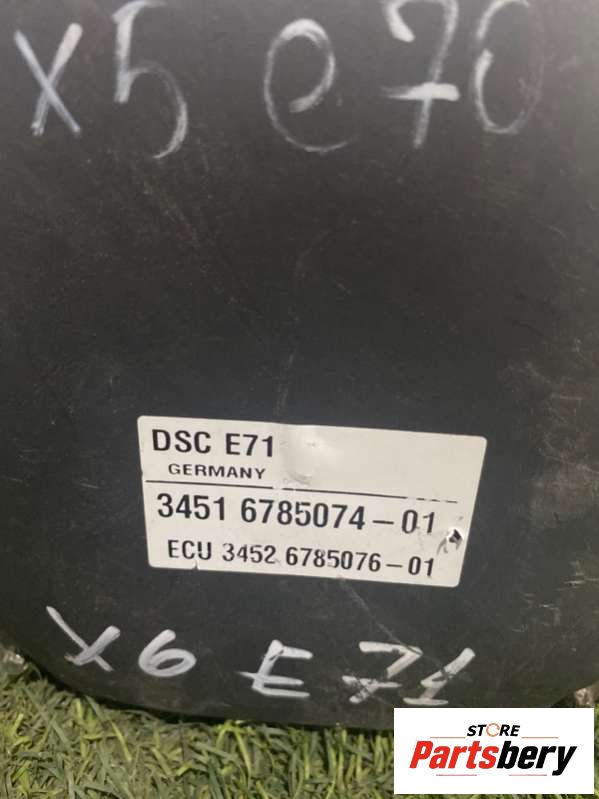 x5 e70
DSC E71
GERMANY
3451 6785074-01
ECU 3452 6785076-01
x6 E71
STORE
Partsbery